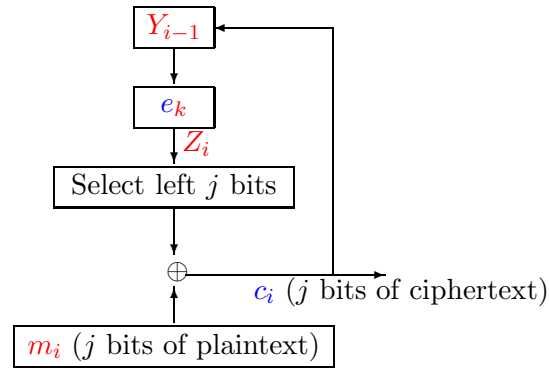 Y_{i−1}
e_k
Z_i
Select left j bits
⊕
c_i (j bits of ciphertext)
m_i (j bits of plaintext)